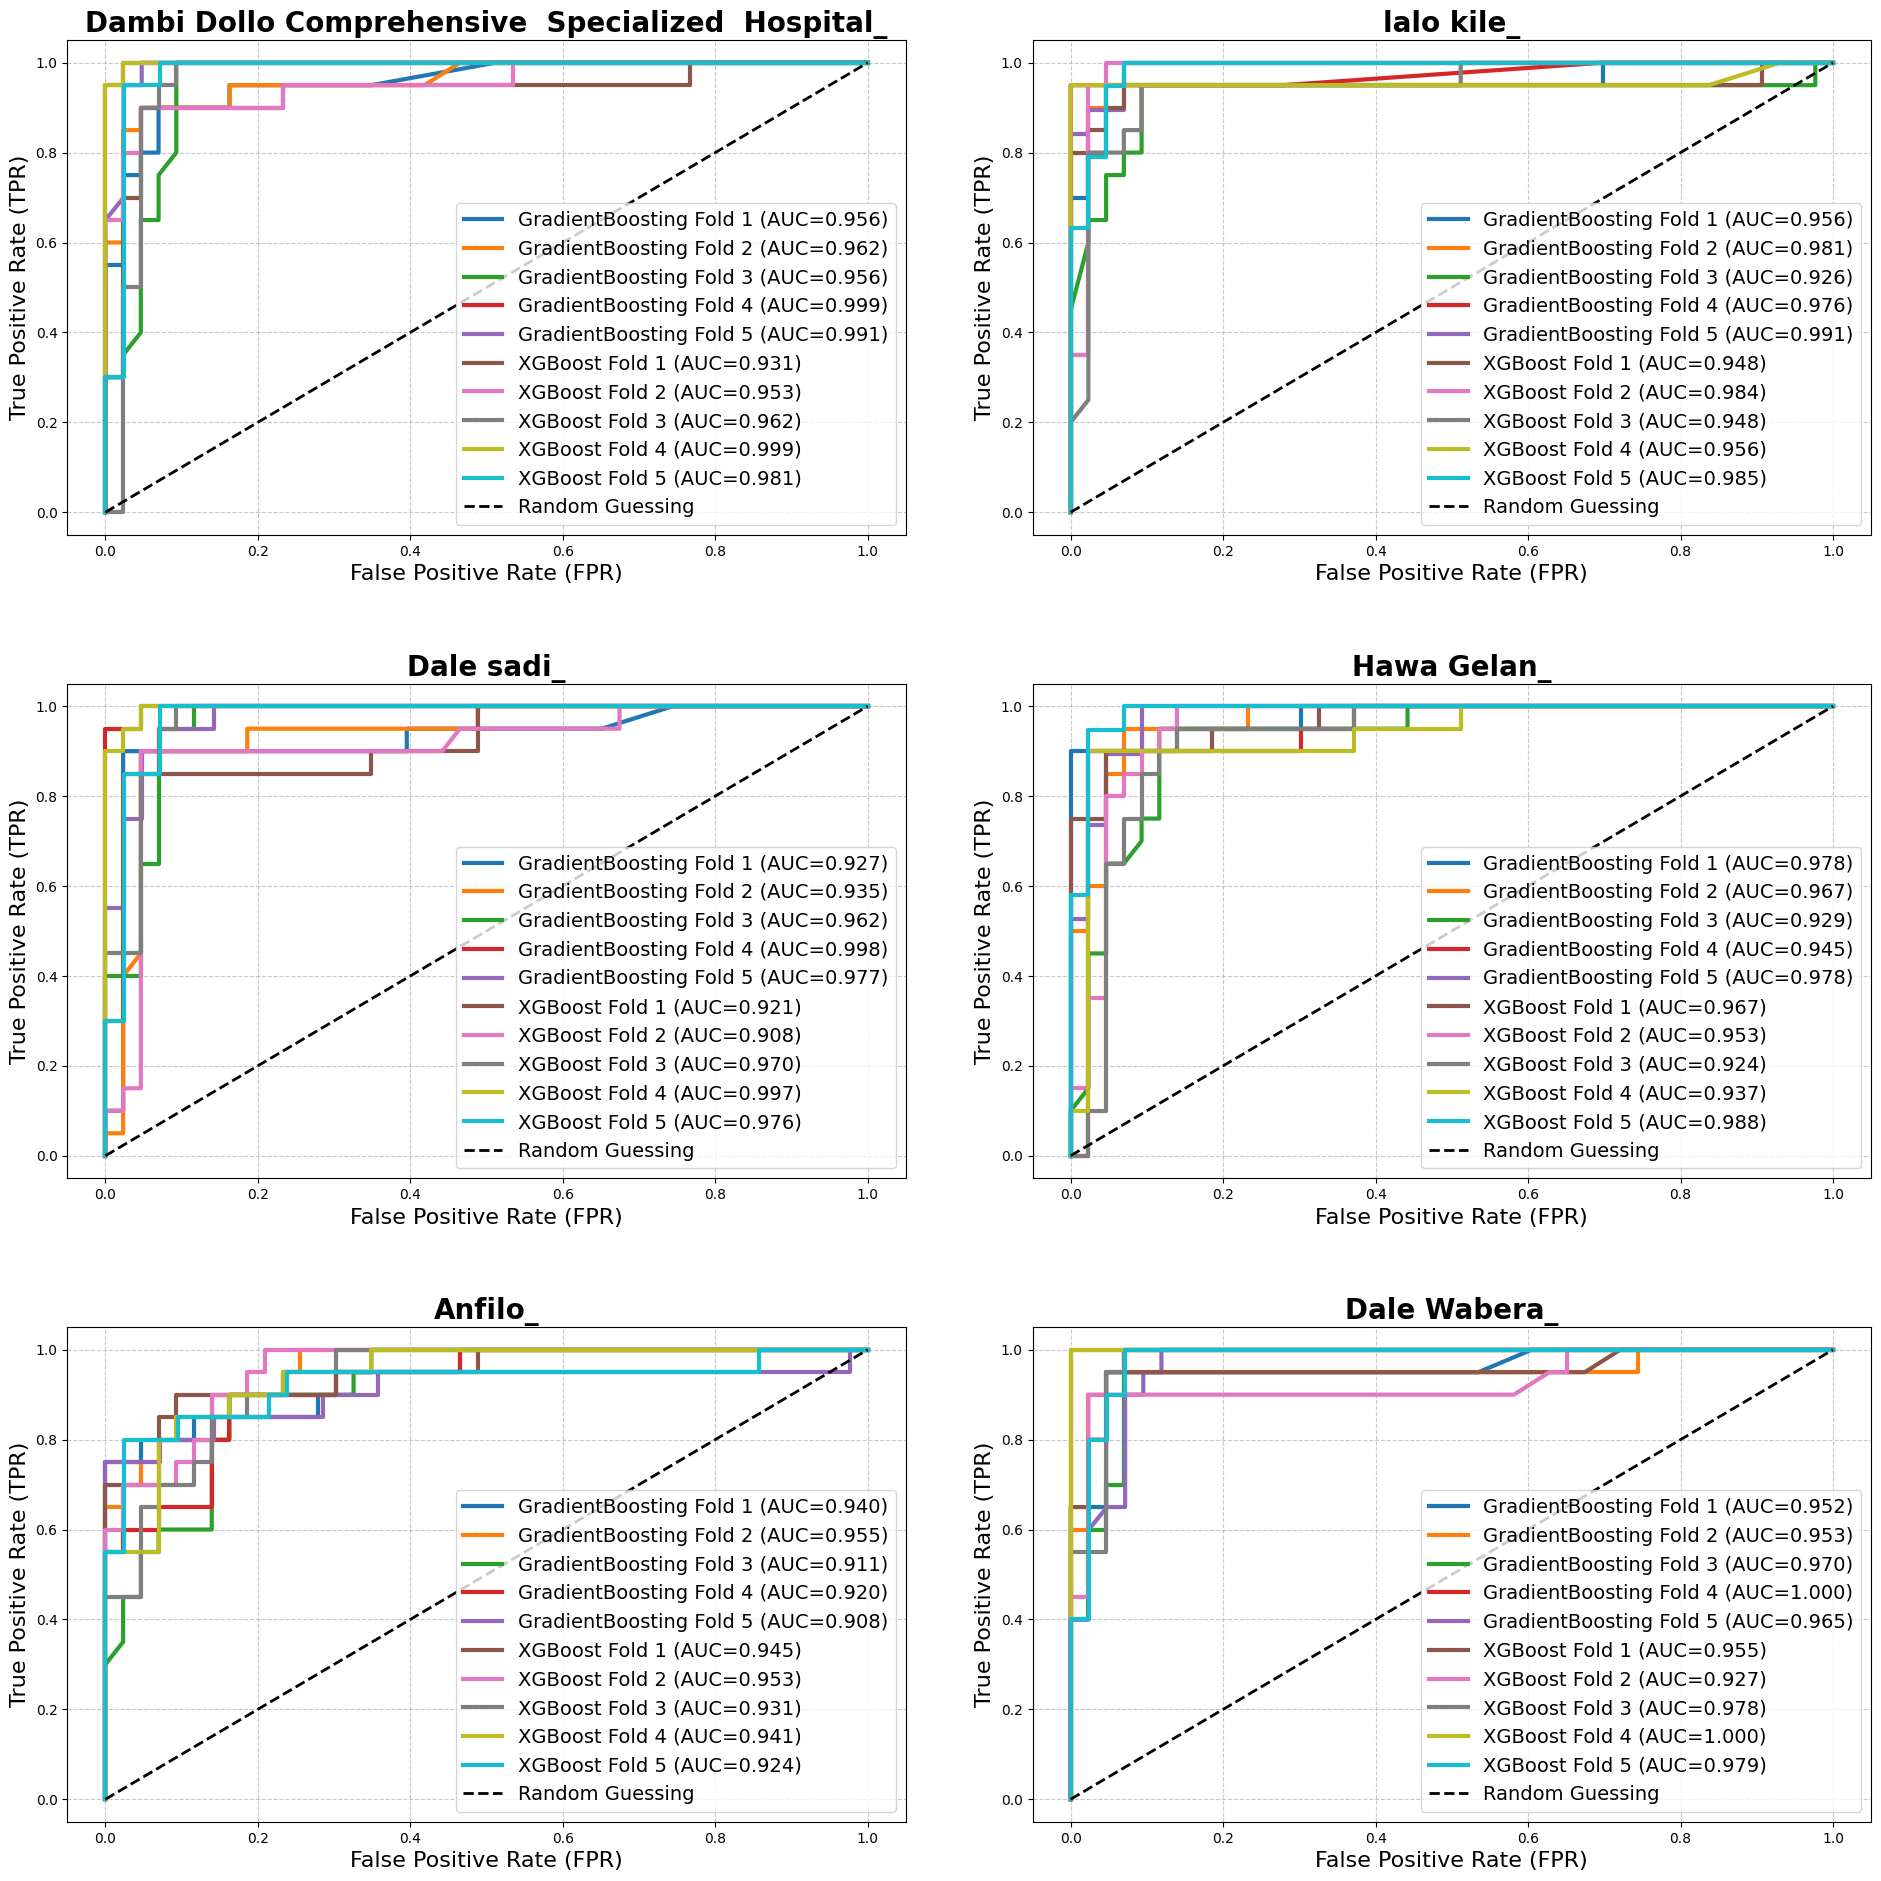 Dambi Dollo Comprehensive  Specialized  Hospital_
True Positive Rate (TPR)
1.0
0.8
0.6
0.4
0.2
0.0
GradientBoosting Fold 1 (AUC=0.956)
GradientBoosting Fold 2 (AUC=0.962)
GradientBoosting Fold 3 (AUC=0.956)
GradientBoosting Fold 4 (AUC=0.999)
GradientBoosting Fold 5 (AUC=0.991)
XGBoost Fold 1 (AUC=0.931)
XGBoost Fold 2 (AUC=0.953)
XGBoost Fold 3 (AUC=0.962)
XGBoost Fold 4 (AUC=0.999)
XGBoost Fold 5 (AUC=0.981)
Random Guessing
0.0 0.2 0.4 0.6 0.8 1.0
False Positive Rate (FPR)
lalo kile_
True Positive Rate (TPR)
1.0
0.8
0.6
0.4
0.2
0.0
GradientBoosting Fold 1 (AUC=0.956)
GradientBoosting Fold 2 (AUC=0.981)
GradientBoosting Fold 3 (AUC=0.926)
GradientBoosting Fold 4 (AUC=0.976)
GradientBoosting Fold 5 (AUC=0.991)
XGBoost Fold 1 (AUC=0.948)
XGBoost Fold 2 (AUC=0.984)
XGBoost Fold 3 (AUC=0.948)
XGBoost Fold 4 (AUC=0.956)
XGBoost Fold 5 (AUC=0.985)
Random Guessing
0.0 0.2 0.4 0.6 0.8 1.0
False Positive Rate (FPR)
Dale sadi_
True Positive Rate (TPR)
1.0
0.8
0.6
0.4
0.2
0.0
GradientBoosting Fold 1 (AUC=0.927)
GradientBoosting Fold 2 (AUC=0.935)
GradientBoosting Fold 3 (AUC=0.962)
GradientBoosting Fold 4 (AUC=0.998)
GradientBoosting Fold 5 (AUC=0.977)
XGBoost Fold 1 (AUC=0.921)
XGBoost Fold 2 (AUC=0.908)
XGBoost Fold 3 (AUC=0.970)
XGBoost Fold 4 (AUC=0.997)
XGBoost Fold 5 (AUC=0.976)
Random Guessing
0.0 0.2 0.4 0.6 0.8 1.0
False Positive Rate (FPR)
Hawa Gelan_
True Positive Rate (TPR)
1.0
0.8
0.6
0.4
0.2
0.0
GradientBoosting Fold 1 (AUC=0.978)
GradientBoosting Fold 2 (AUC=0.967)
GradientBoosting Fold 3 (AUC=0.929)
GradientBoosting Fold 4 (AUC=0.945)
GradientBoosting Fold 5 (AUC=0.978)
XGBoost Fold 1 (AUC=0.967)
XGBoost Fold 2 (AUC=0.953)
XGBoost Fold 3 (AUC=0.924)
XGBoost Fold 4 (AUC=0.937)
XGBoost Fold 5 (AUC=0.988)
Random Guessing
0.0 0.2 0.4 0.6 0.8 1.0
False Positive Rate (FPR)
Anfilo_
True Positive Rate (TPR)
1.0
0.8
0.6
0.4
0.2
0.0
GradientBoosting Fold 1 (AUC=0.940)
GradientBoosting Fold 2 (AUC=0.955)
GradientBoosting Fold 3 (AUC=0.911)
GradientBoosting Fold 4 (AUC=0.920)
GradientBoosting Fold 5 (AUC=0.908)
XGBoost Fold 1 (AUC=0.945)
XGBoost Fold 2 (AUC=0.953)
XGBoost Fold 3 (AUC=0.931)
XGBoost Fold 4 (AUC=0.941)
XGBoost Fold 5 (AUC=0.924)
Random Guessing
0.0 0.2 0.4 0.6 0.8 1.0
False Positive Rate (FPR)
Dale Wabera_
True Positive Rate (TPR)
1.0
0.8
0.6
0.4
0.2
0.0
GradientBoosting Fold 1 (AUC=0.952)
GradientBoosting Fold 2 (AUC=0.953)
GradientBoosting Fold 3 (AUC=0.970)
GradientBoosting Fold 4 (AUC=1.000)
GradientBoosting Fold 5 (AUC=0.965)
XGBoost Fold 1 (AUC=0.955)
XGBoost Fold 2 (AUC=0.927)
XGBoost Fold 3 (AUC=0.978)
XGBoost Fold 4 (AUC=1.000)
XGBoost Fold 5 (AUC=0.979)
Random Guessing
0.0 0.2 0.4 0.6 0.8 1.0
False Positive Rate (FPR)